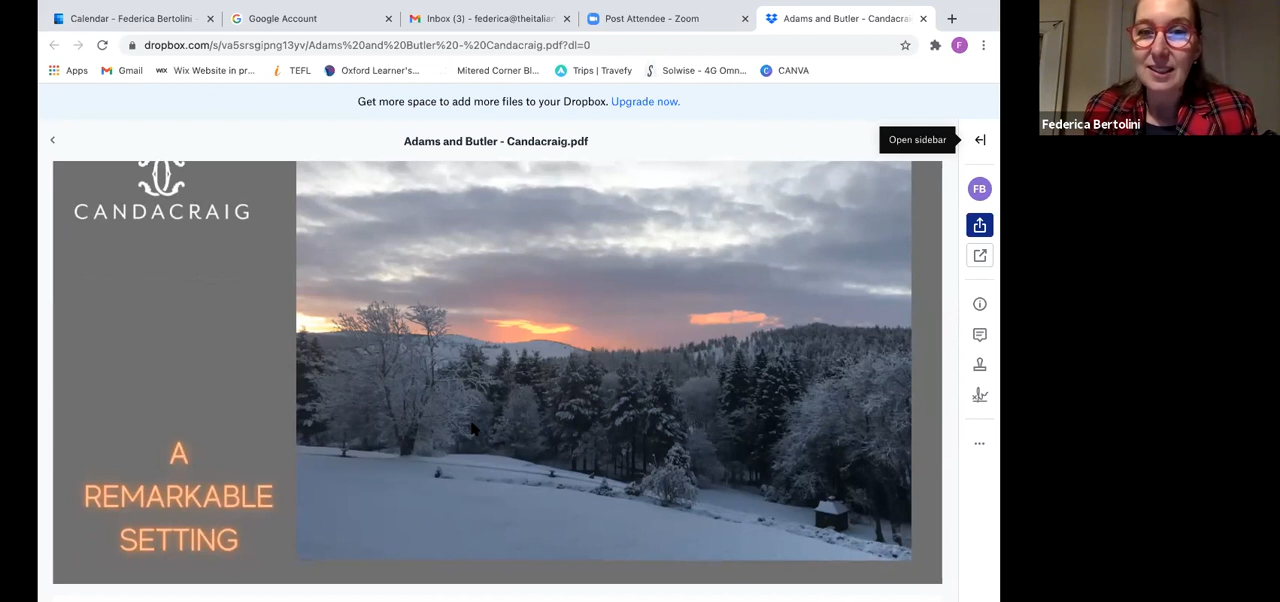 Calendar - Federica Bertolini
Google Account
Inbox (3) - federica@theitalian
Post Attendee - Zoom
Adams and Butler - Candacrai
dropbox.com/s/va5srsgipng13yv/Adams%20and%20Butler%20-%20Candacraig.pdf?dl=0
F
Apps
Gmail
WIX
Wix Website in pr...
TEFL
Oxford Learner's...
Mitered Corner Bl...
Trips | Travefy
Solwise - 4G Omn...
CANVA
Get more space to add more files to your Dropbox. Upgrade now.
Adams and Butler - Candacraig.pdf
Open sidebar
FB
CANDACRAIG
A
REMARKABLE
SETTING
Federica Bertolini